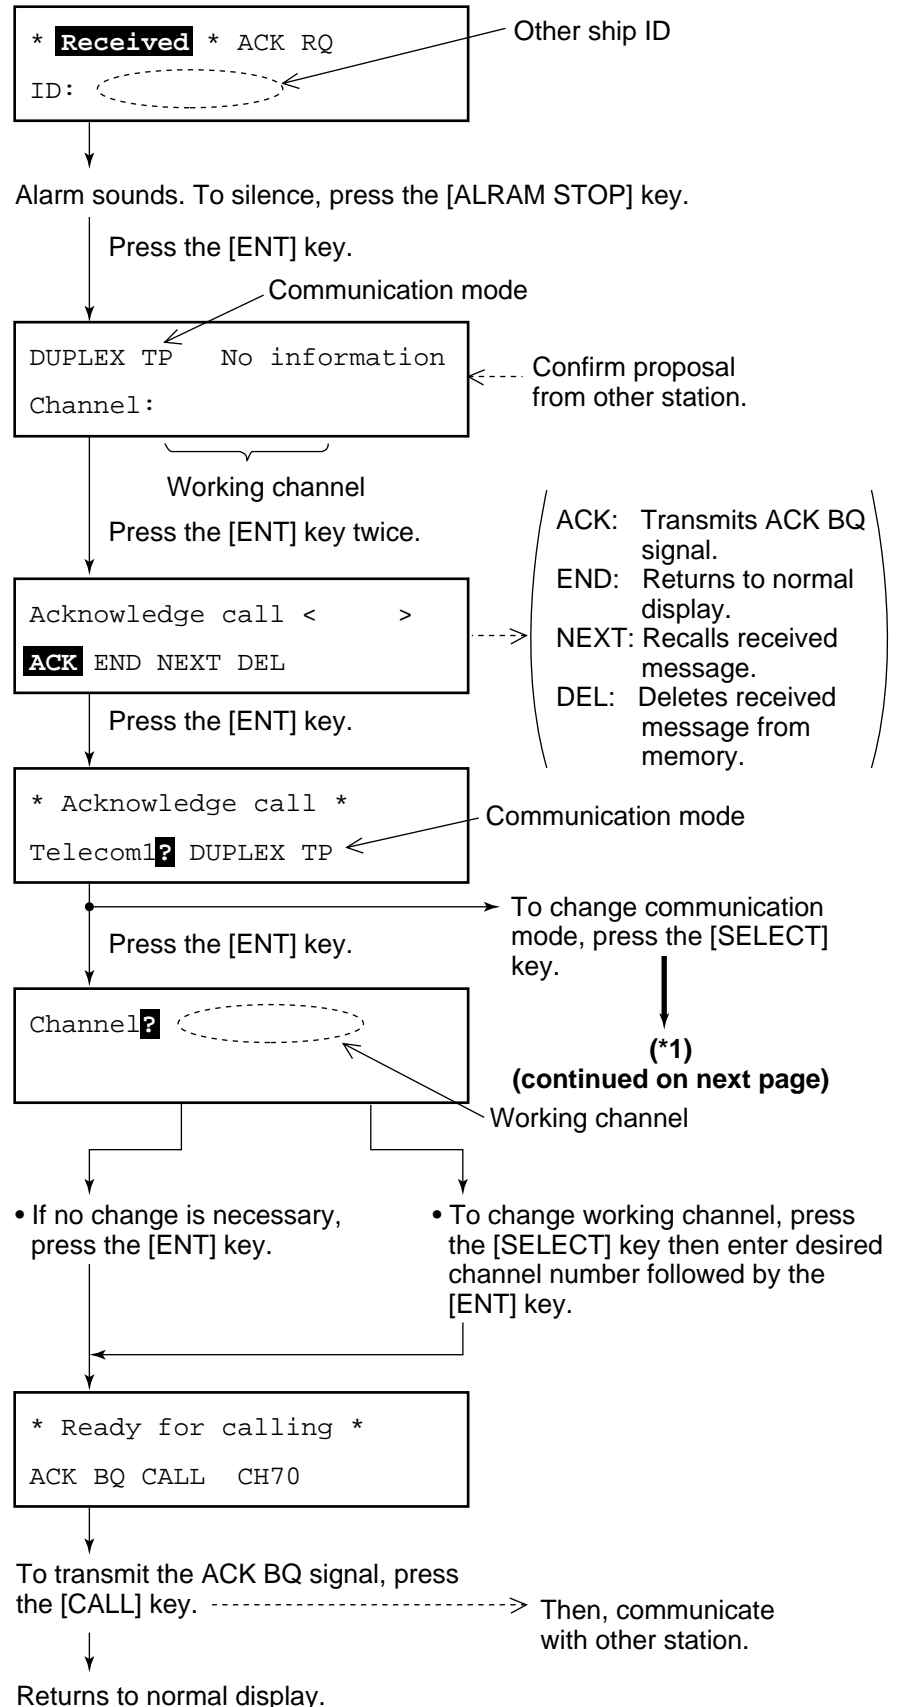 * Received * ACK RQ
Other ship ID
ID:
Alarm sounds. To silence, press the [ALRAM STOP] key.
Press the [ENT] key.
Communication mode
DUPLEX TP No information
Channel:
Confirm proposal
from other station.
Working channel
Press the [ENT] key twice.
Acknowledge call < >
ACK END NEXT DEL
ACK: Transmits ACK BQ
signal.
END: Returns to normal
display.
NEXT: Recalls received
message.
DEL: Deletes received
message from
memory.
Press the [ENT] key.
* Acknowledge call *
Telecom1? DUPLEX TP
Communication mode
To change communication
mode, press the [SELECT]
key.
Press the [ENT] key.
Channel?
(*1)
(continued on next page)
Working channel
• If no change is necessary,
press the [ENT] key.
• To change working channel, press
the [SELECT] key then enter desired
channel number followed by the
[ENT] key.
* Ready for calling *
ACK BQ CALL CH70
To transmit the ACK BQ signal, press
the [CALL] key.
Then, communicate
with other station.
Returns to normal display.